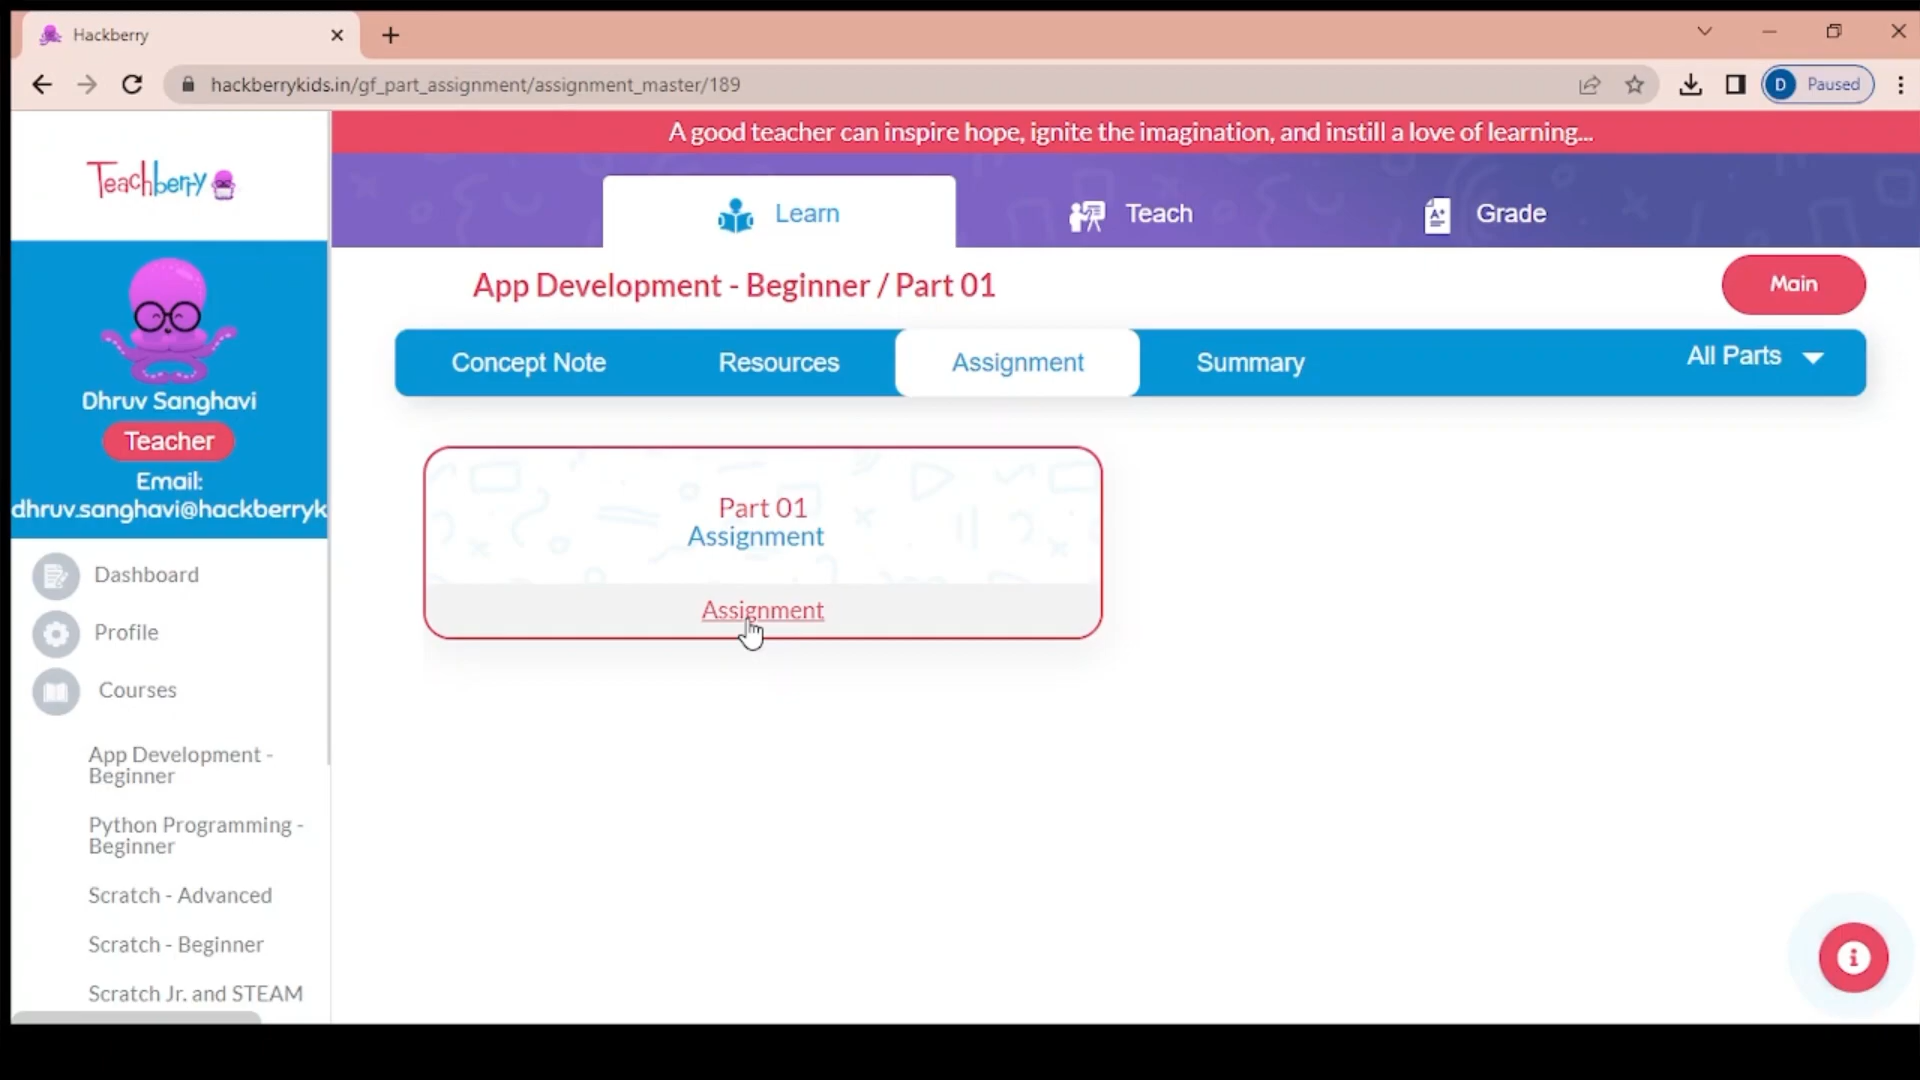 Hackberry
hackberrykids.in/gf_part_assignment/assignment_master/189
D Paused
Teachberry
A good teacher can inspire hope, ignite the imagination, and instill a love of learning...
Learn
Teach
A+
Grade
Dhruv Sanghavi
Teacher
Email:
dhruv.sanghavi@hackberryk
App Development - Beginner / Part 01
Main
Concept Note
Resources
Assignment
Summary
All Parts
Part 01
Assignment
Assignment
Dashboard
Profile
Courses
App Development -
Beginner
Python Programming -
Beginner
Scratch - Advanced
Scratch - Beginner
Scratch Jr. and STEAM